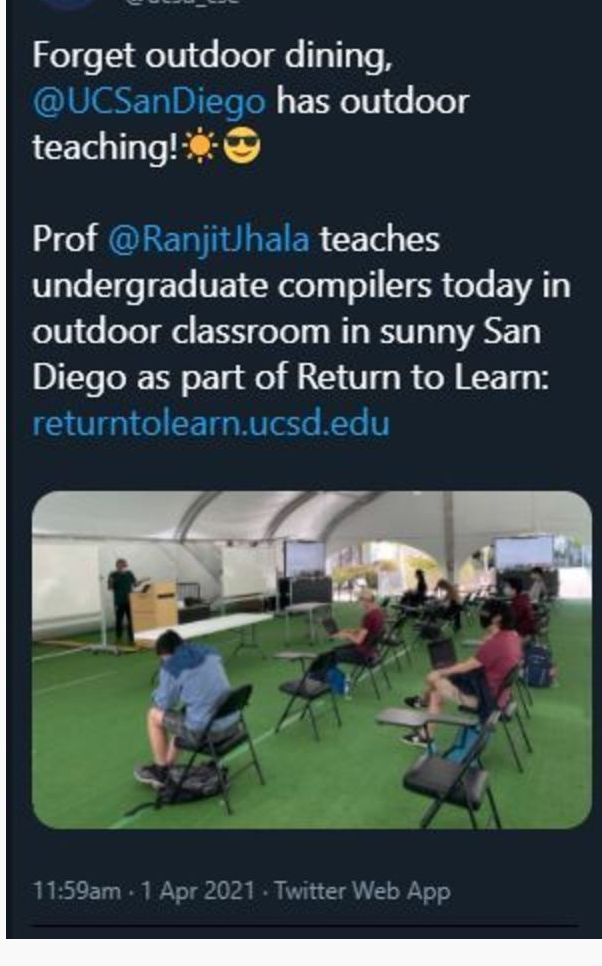 Forget outdoor dining,
@UCSanDiego has outdoor
teaching!☀️😎
Prof @RanjitJhala teaches
undergraduate compilers today in
outdoor classroom in sunny San
Diego as part of Return to Learn:
returntolearn.ucsd.edu
11:59am · 1 Apr 2021 · Twitter Web App